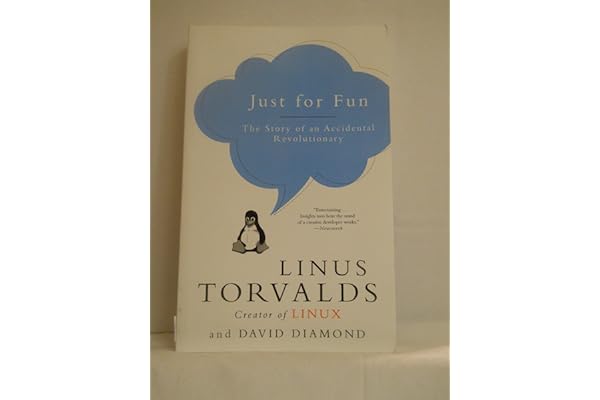 Just for Fun
The Story of an Accidental
Revolutionary
"Entertaining
Insights into how the mind
of a creative developer works."
—Newsweek
LINUS
TORVALDS
Creator of LINUX
and DAVID DIAMOND